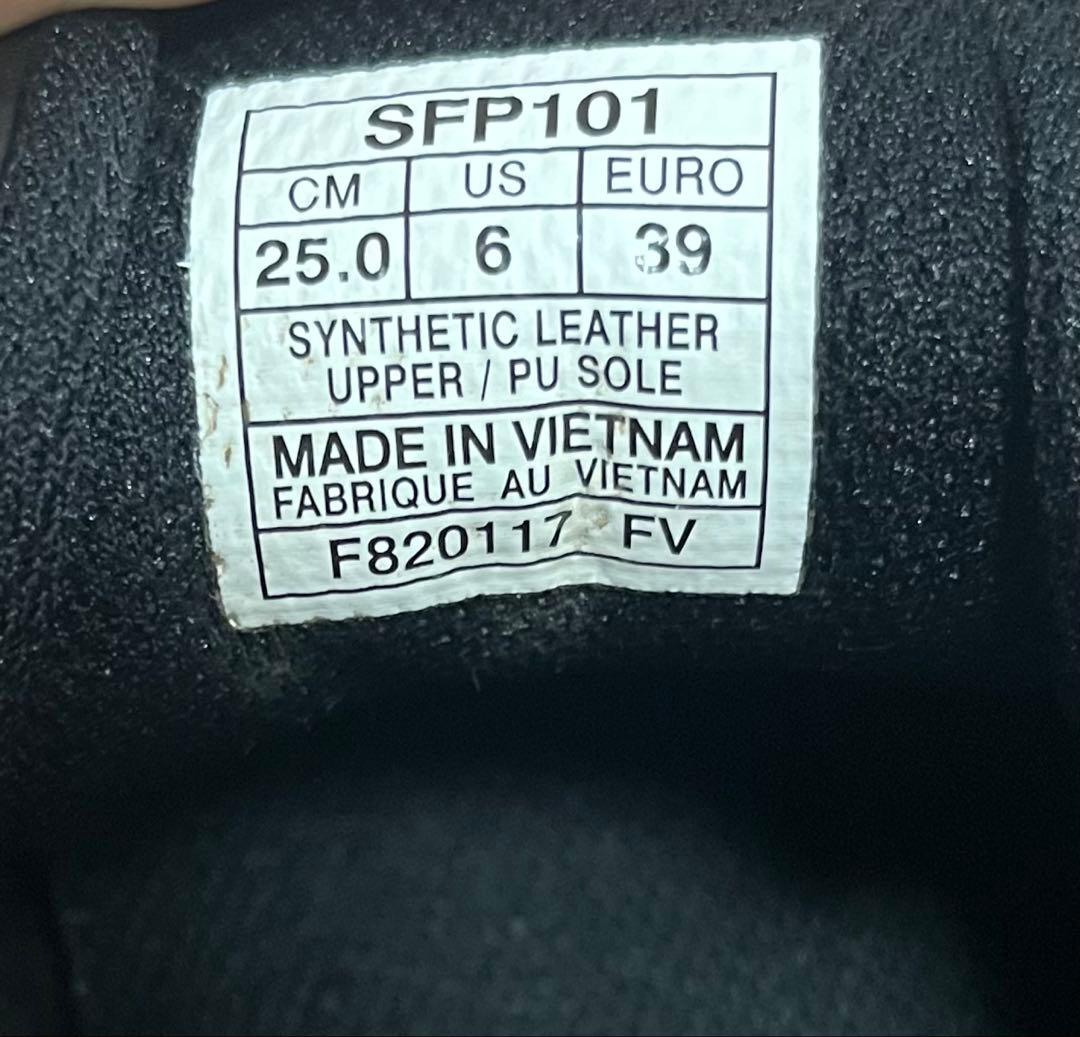 SFP101
CM US EURO
25.0 6 39
SYNTHETIC LEATHER
UPPER / PU SOLE
MADE IN VIETNAM
FABRIQUE AU VIETNAM
F820117 FV